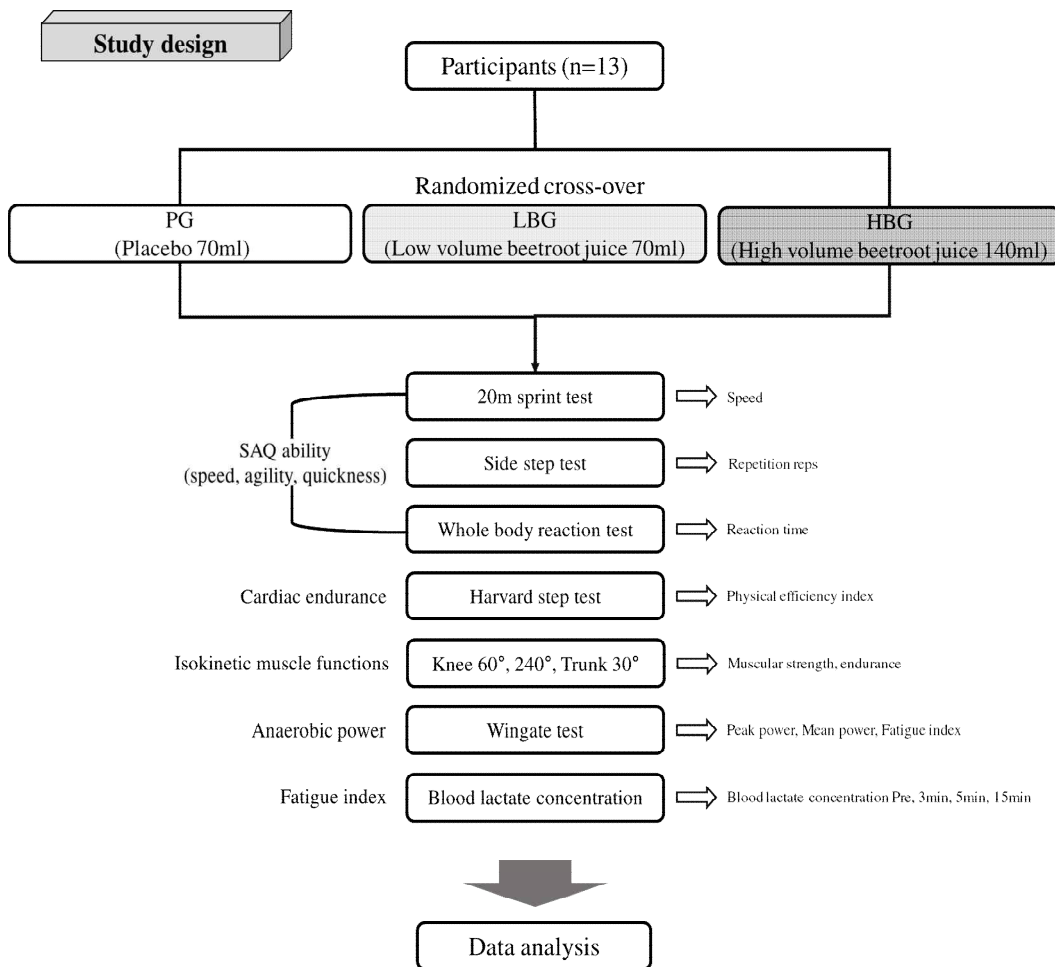 Study design
Participants (n=13)
Randomized cross-over
PG
(Placebo 70ml)
LBG
(Low volume beetroot juice 70ml)
HBG
(High volume beetroot juice 140ml)
SAQ ability
(speed, agility, quickness)
20m sprint test
Speed
Side step test
Repetition reps
Whole body reaction test
Reaction time
Cardiac endurance
Harvard step test
Physical efficiency index
Isokinetic muscle functions
Knee 60°, 240°, Trunk 30°
Muscular strength, endurance
Anaerobic power
Wingate test
Peak power, Mean power, Fatigue index
Fatigue index
Blood lactate concentration
Blood lactate concentration Pre, 3min, 5min, 15min
Data analysis